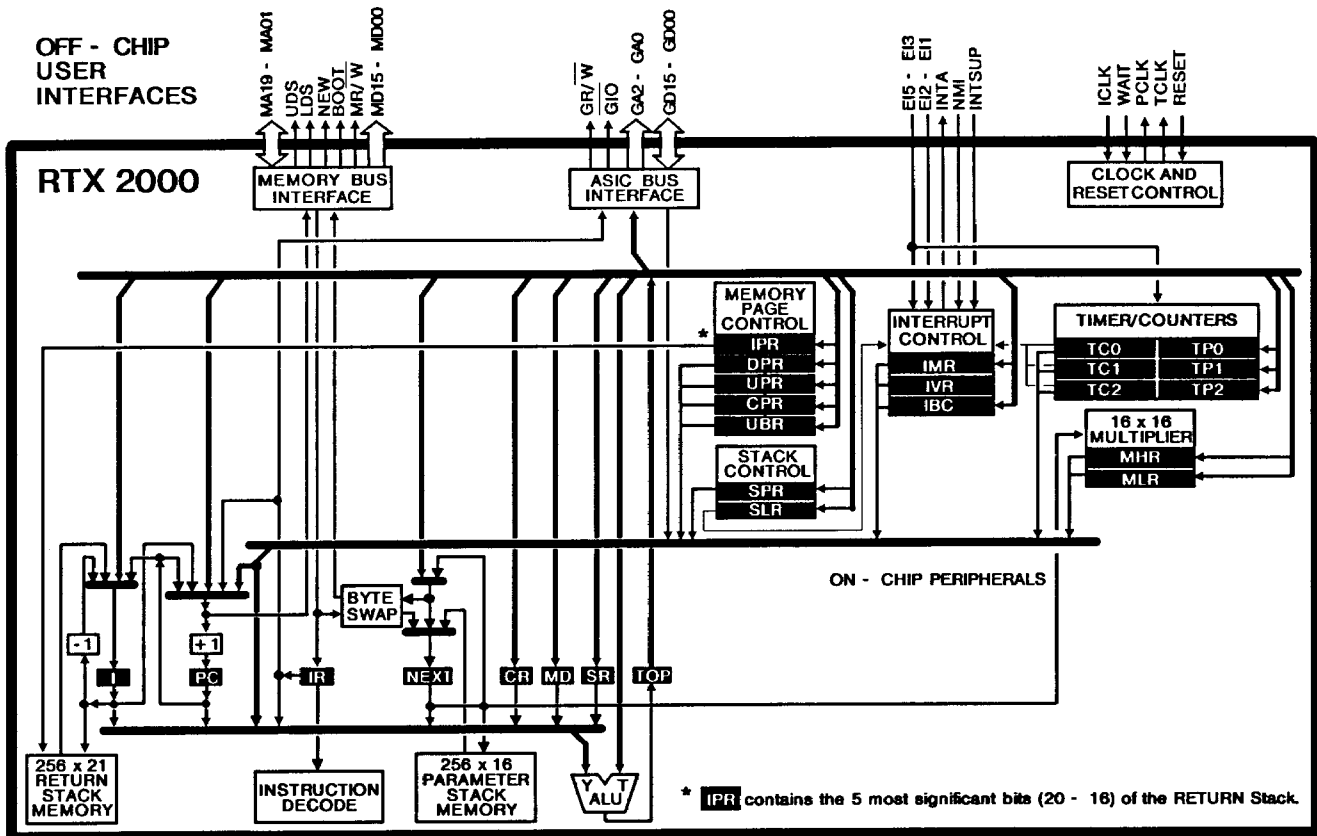 OFF - CHIP
USER
INTERFACES
MA19 - MA01
UDS
LDS
NEW
BOOT
MR/W
MD15 - MD00
GR/W
GIO
GA2 - GA0
GD15 - GD00
EI5 - EI3
EI2 - EI1
INTA
NMI
INTSUP
ICLK
WAIT
PCLK
TCLK
RESET
RTX 2000
MEMORY BUS
INTERFACE
ASIC BUS
INTERFACE
CLOCK AND
RESET CONTROL
MEMORY
PAGE
CONTROL
*
IPR
DPR
UPR
CPR
UBR
INTERRUPT
CONTROL
IMR
IVR
IBC
TIMER/COUNTERS
TC0 TP0
TC1 TP1
TC2 TP2
16 x 16
MULTIPLIER
MHR
MLR
STACK
CONTROL
SPR
SLR
ON - CHIP PERIPHERALS
BYTE
SWAP
-1
+1
I
PC
IR
NEXT
CR
MD
SR
TOP
256 x 21
RETURN
STACK
MEMORY
INSTRUCTION
DECODE
256 x 16
PARAMETER
STACK
MEMORY
Y T
ALU
* IPR contains the 5 most significant bits (20 - 16) of the RETURN Stack.